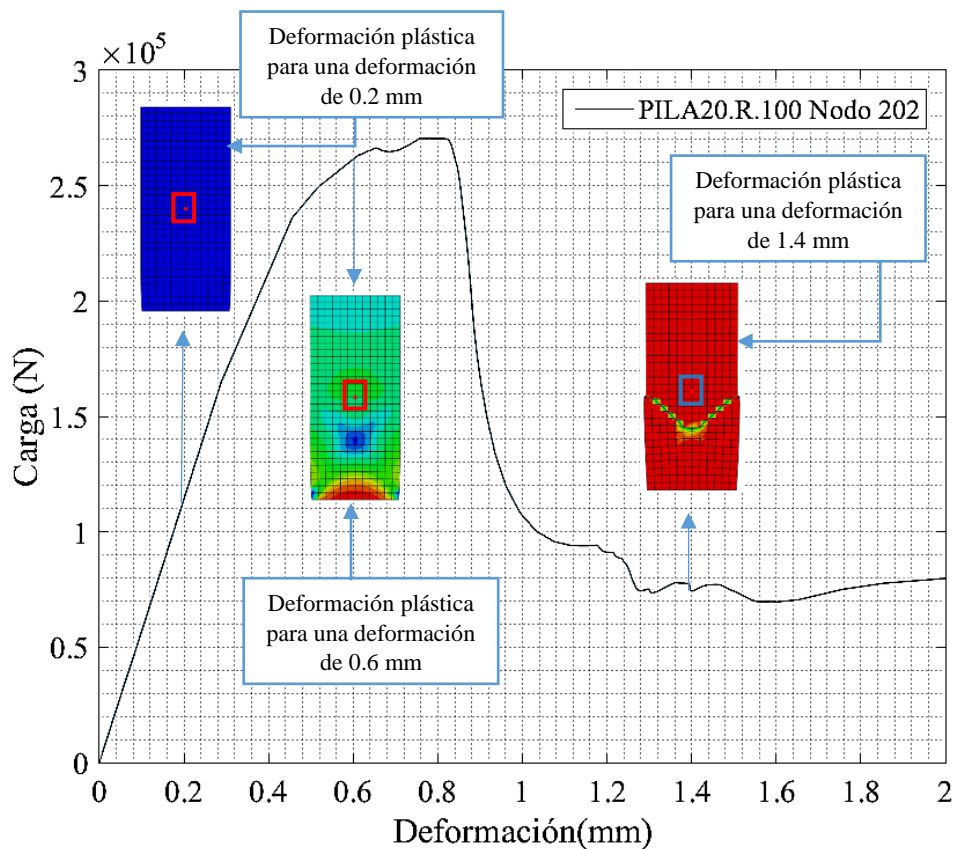 Deformación plástica
para una deformación
de 0.2 mm
×10⁵
3
2.5
2
1.5
1
0.5
0
Carga (N)
PILA20.R.100 Nodo 202
Deformación plástica
para una deformación
de 1.4 mm
Deformación plástica
para una deformación
de 0.6 mm
0 0.2 0.4 0.6 0.8 1 1.2 1.4 1.6 1.8 2
Deformación(mm)